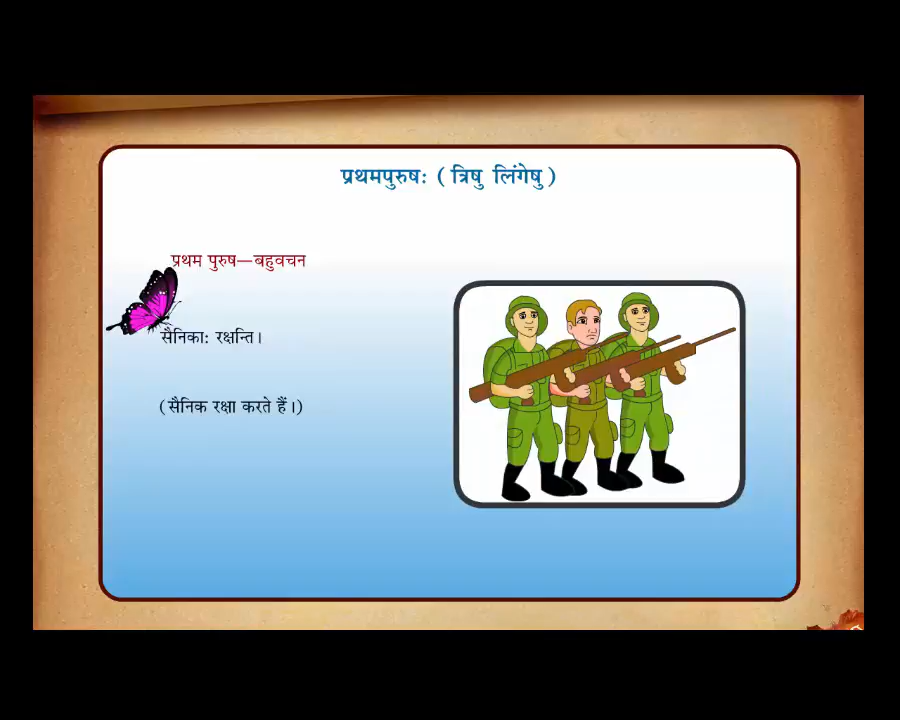 प्रथमपुरुषः ( त्रिषु लिंगेषु )
प्रथम पुरुष—बहुवचन
सैनिकाः रक्षन्ति।
(सैनिक रक्षा करते हैं।)